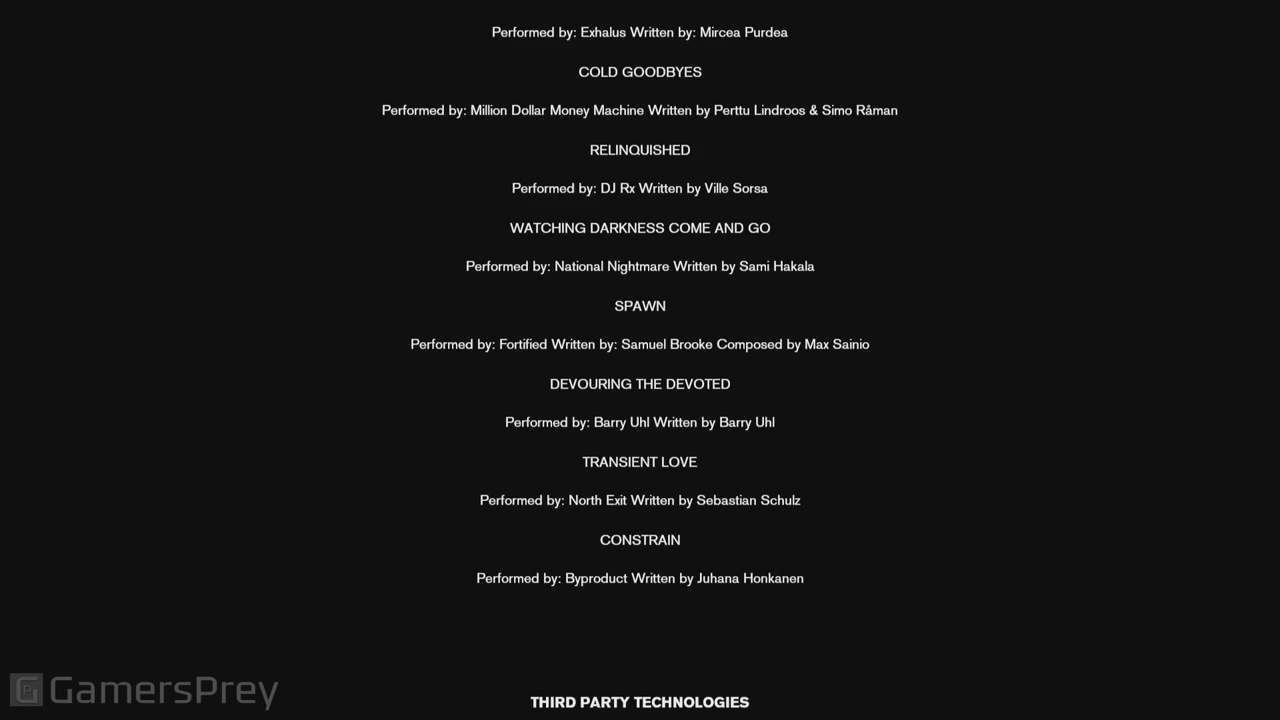 Performed by: Exhalus Written by: Mircea Purdea
COLD GOODBYES
Performed by: Million Dollar Money Machine Written by Perttu Lindroos & Simo Råman
RELINQUISHED
Performed by: DJ Rx Written by Ville Sorsa
WATCHING DARKNESS COME AND GO
Performed by: National Nightmare Written by Sami Hakala
SPAWN
Performed by: Fortified Written by: Samuel Brooke Composed by Max Sainio
DEVOURING THE DEVOTED
Performed by: Barry Uhl Written by Barry Uhl
TRANSIENT LOVE
Performed by: North Exit Written by Sebastian Schulz
CONSTRAIN
Performed by: Byproduct Written by Juhana Honkanen
GamersPrey
THIRD PARTY TECHNOLOGIES